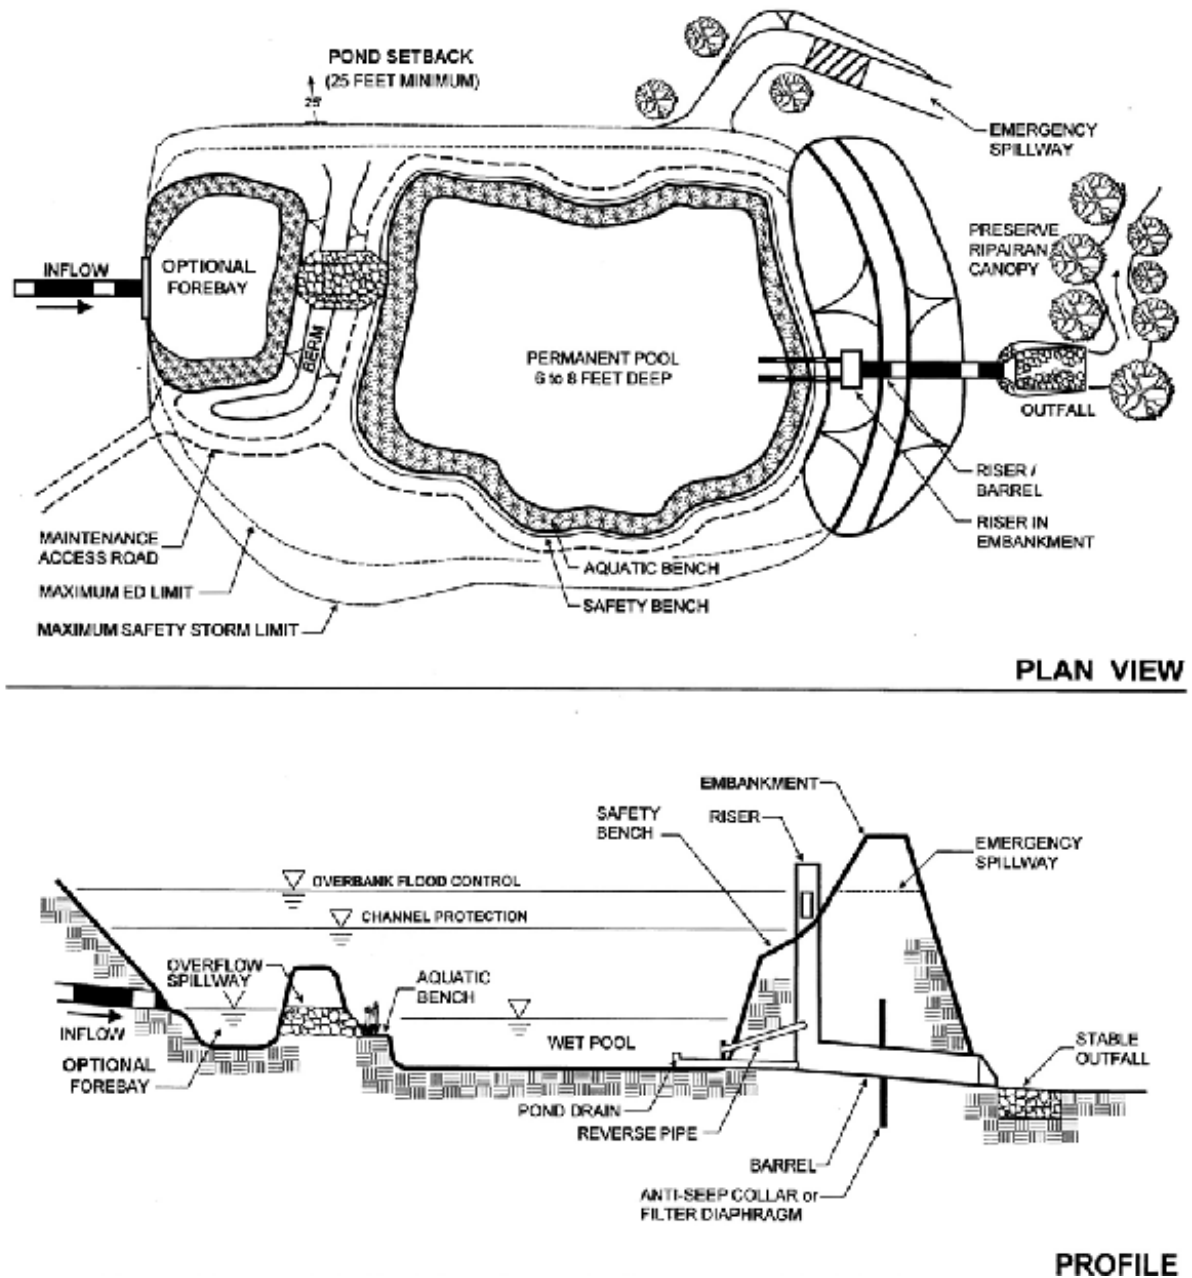 POND SETBACK
(25 FEET MINIMUM)
25'
EMERGENCY
SPILLWAY
PRESERVE
RIPAIRAN
CANOPY
INFLOW
OPTIONAL
FOREBAY
BERM
PERMANENT POOL
6 to 8 FEET DEEP
OUTFALL
RISER /
BARREL
RISER IN
EMBANKMENT
MAINTENANCE
ACCESS ROAD
AQUATIC BENCH
MAXIMUM ED LIMIT
SAFETY BENCH
MAXIMUM SAFETY STORM LIMIT
PLAN VIEW
EMBANKMENT
SAFETY
BENCH
RISER
EMERGENCY
SPILLWAY
OVERBANK FLOOD CONTROL
CHANNEL PROTECTION
OVERFLOW
SPILLWAY
AQUATIC
BENCH
INFLOW
OPTIONAL
FOREBAY
WET POOL
STABLE
OUTFALL
POND DRAIN
REVERSE PIPE
BARREL
ANTI-SEEP COLLAR or
FILTER DIAPHRAGM
PROFILE